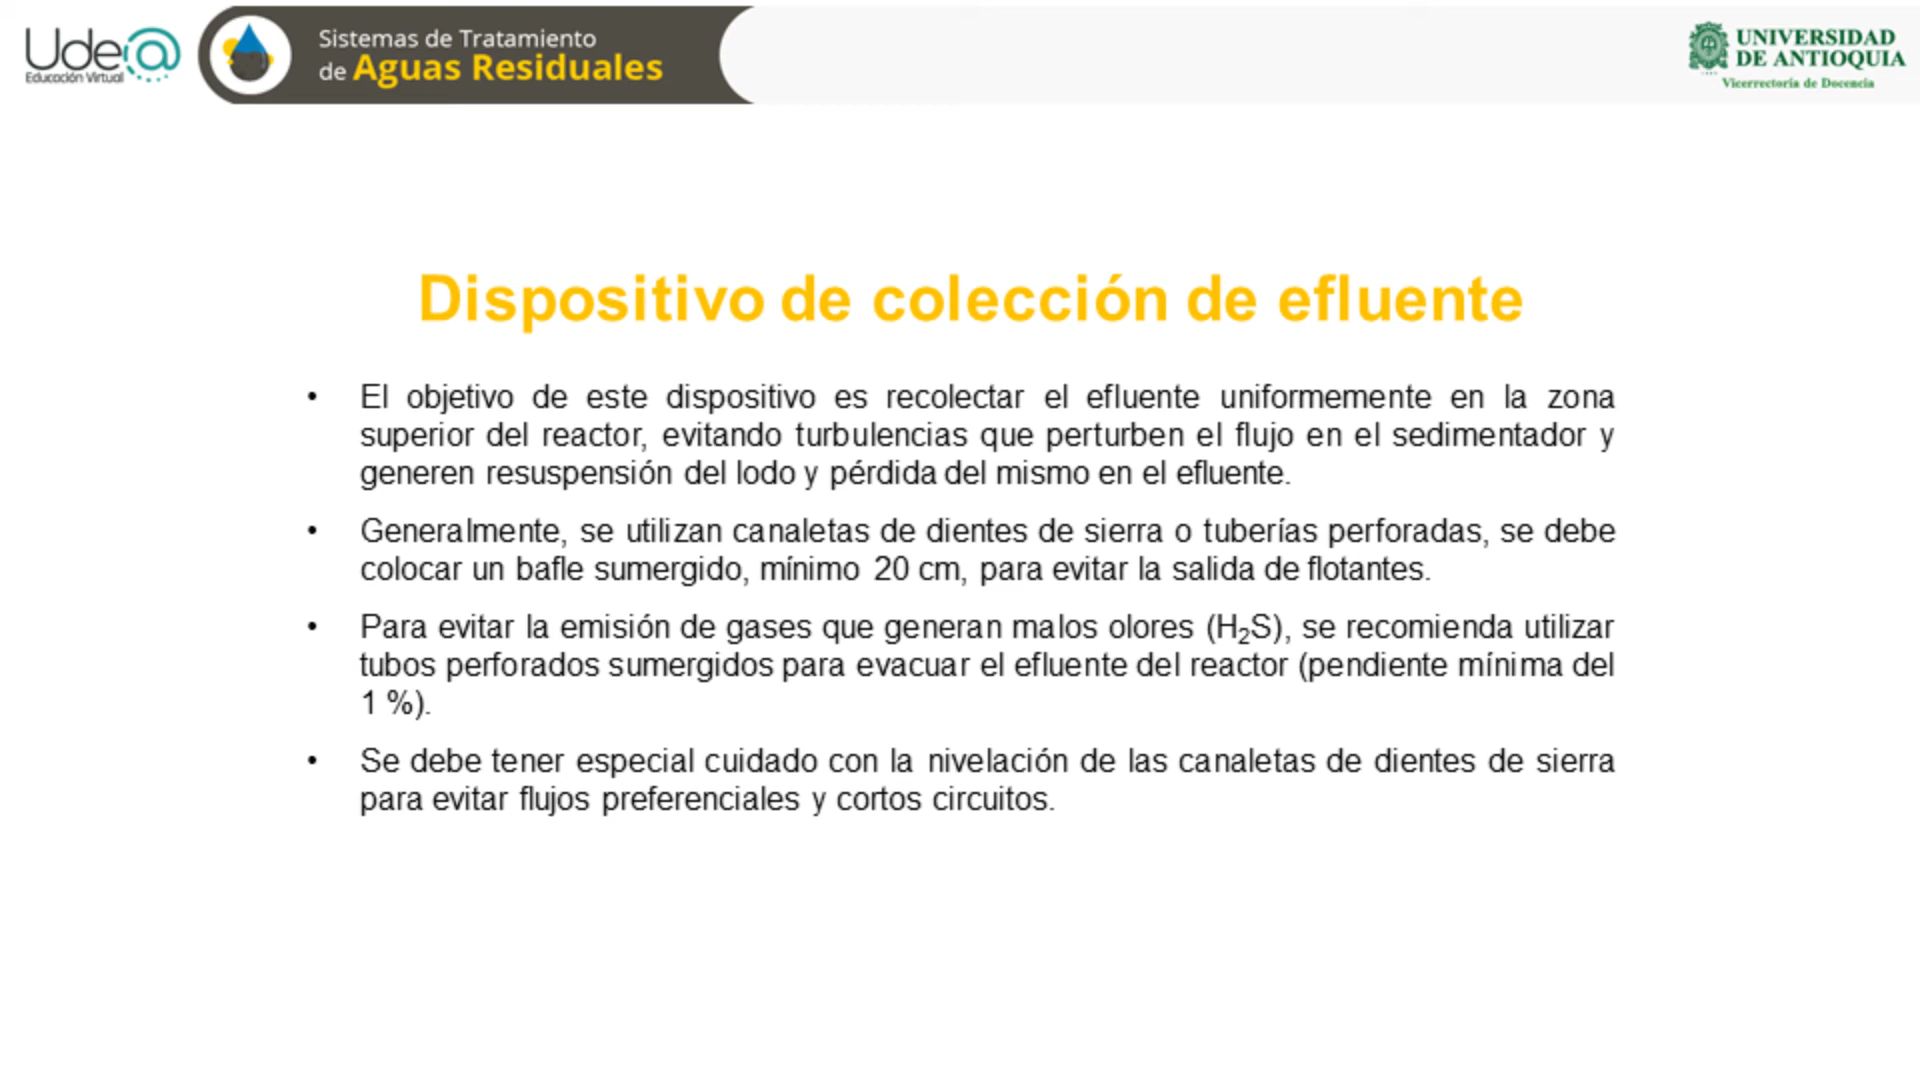 Ude@
Educación Virtual
Sistemas de Tratamiento
de Aguas Residuales
UNIVERSIDAD
DE ANTIOQUIA
Vicerrectoría de Docencia
Dispositivo de colección de efluente
• El objetivo de este dispositivo es recolectar el efluente uniformemente en la zona
superior del reactor, evitando turbulencias que perturben el flujo en el sedimentador y
generen resuspensión del lodo y pérdida del mismo en el efluente.
• Generalmente, se utilizan canaletas de dientes de sierra o tuberías perforadas, se debe
colocar un bafle sumergido, mínimo 20 cm, para evitar la salida de flotantes.
• Para evitar la emisión de gases que generan malos olores (H₂S), se recomienda utilizar
tubos perforados sumergidos para evacuar el efluente del reactor (pendiente mínima del
1 %).
• Se debe tener especial cuidado con la nivelación de las canaletas de dientes de sierra
para evitar flujos preferenciales y cortos circuitos.